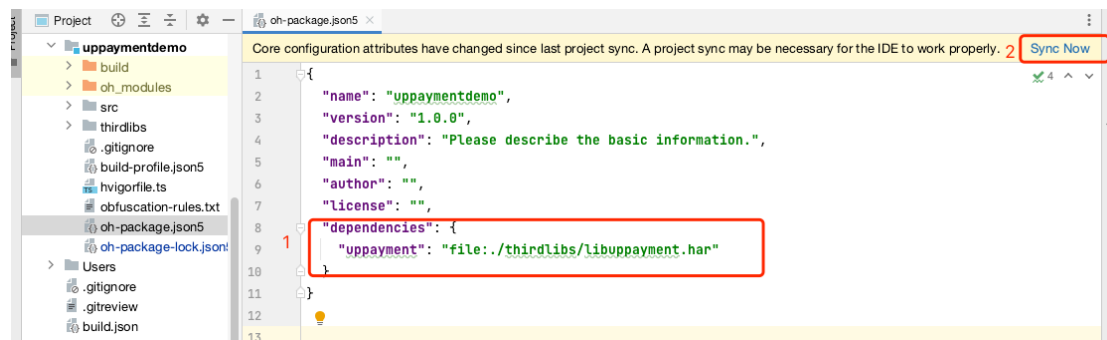 Project
oh-package.json5
Project
uppaymentdemo
build
oh_modules
src
thirdlibs
.gitignore
build-profile.json5
hvigorfile.ts
obfuscation-rules.txt
oh-package.json5
oh-package-lock.json5
Users
.gitignore
.gitreview
build.json
Core configuration attributes have changed since last project sync. A project sync may be necessary for the IDE to work properly. 2 Sync Now
4
1 {
2 "name": "uppaymentdemo",
3 "version": "1.0.0",
4 "description": "Please describe the basic information.",
5 "main": "",
6 "author": "",
7 "license": "",
8 "dependencies": {
1
9 "uppayment": "file:./thirdlibs/libuppayment.har"
10 }
11 }
12
13